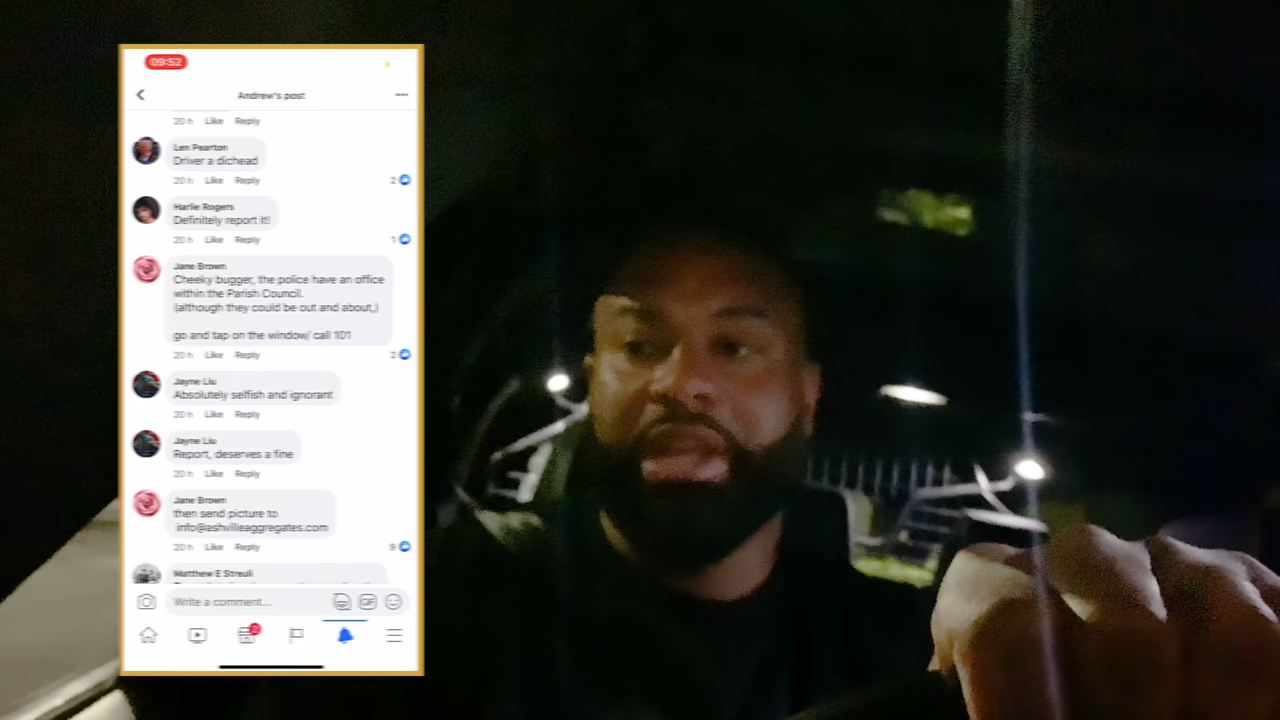 09:52
Andrew's post
20 h Like Reply
Len Pearton
Driver a dichead
20 h Like Reply 2
Harlie Rogers
Definitely report it!
20 h Like Reply 1
Jane Brown
Cheeky bugger, the police have an office
within the Parish Council.
(although they could be out and about,)
go and tap on the window/ call 101
20 h Like Reply 2
Jayne Liu
Absolutely selfish and ignorant
20 h Like Reply
Jayne Liu
Report, deserves a fine
20 h Like Reply
Jane Brown
then send picture to
info@ashvilleaggregates.com
20 h Like Reply 9
Matthew E Streuli
Write a comment...
GIF
2